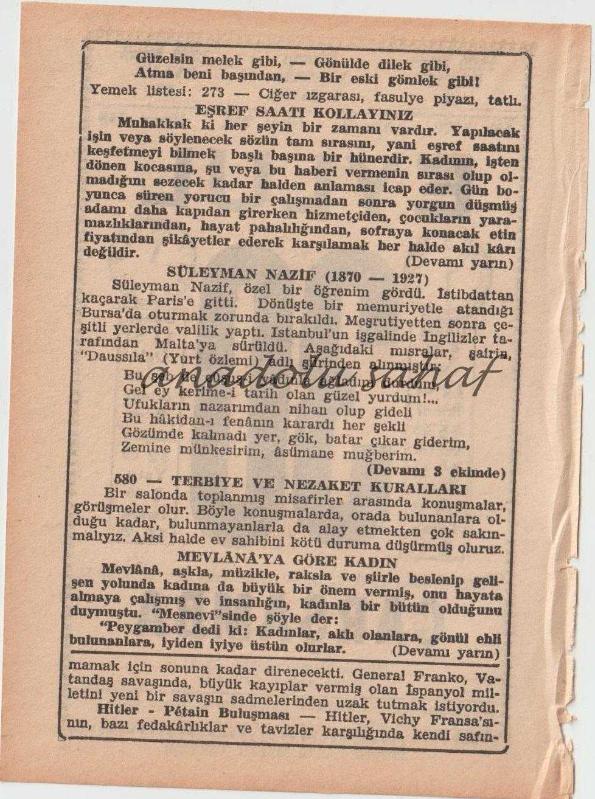 Güzelsin melek gibi, — Gönülde dilek gibi,
Atma beni başından, — Bir eski gömlek gibi!
Yemek listesi: 273 — Ciğer ızgarası, fasulye piyazı, tatlı.
EŞREF SAATI KOLLAYINIZ
Muhakkak ki her şeyin bir zamanı vardır. Yapılacak
işin veya söylenecek sözün tam sırasını, yani eşref saatını
keşfetmeyi bilmek başlı başına bir hünerdir. Kadının, işten
dönen kocasına, şu veya bu haberi vermenin sırası olup ol-
madığını sezecek kadar halden anlaması icap eder. Gün bo-
yunca süren yorucu bir çalışmadan sonra yorgun düşmüş
adamı daha kapıdan girerken hizmetçiden, çocukların yara-
mazlıklarından, hayat pahalılığından, sofraya konacak etin
fiyatından şikâyetler ederek karşılamak her halde akıl kârı
değildir. (Devamı yarın)
SÜLEYMAN NAZİF (1870 — 1927)
Süleyman Nazif, özel bir öğrenim gördü. İstibdattan
kaçarak Paris'e gitti. Dönüşte bir memuriyetle atandığı
Bursa'da oturmak zorunda bırakıldı. Meşrutiyetten sonra çe-
şitli yerlerde valilik yaptı. Istanbul'un işgalinde İngilizler ta-
rafından Malta'ya sürüldü. Aşağıdaki mısralar, şairin,
"Daussıla" (Yurt özlemi) adlı şiirinden alınmıştır:
anadolu sahaf
Gel ey kerime-i tarih olan güzel yurdum!...
Ufukların nazarımdan nihan olup gideli
Bu hâkidan-ı fenânın karardı her şekli
Gözümde kalmadı yer, gök, batar çıkar giderim,
Zemine münkesirim, âsümane muğberim.
(Devamı 3 ekimde)
580 — TERBİYE VE NEZAKET KURALLARI
Bir salonda toplanmış misafirler arasında konuşmalar,
görüşmeler olur. Böyle konuşmalarda, orada bulunanlara ol-
duğu kadar, bulunmayanlarla da alay etmekten çok sakın-
malıyız. Aksi halde ev sahibini kötü duruma düşürmüş oluruz.
MEVLÂNÂ'YA GÖRE KADIN
Mevlânâ, aşkla, müzikle, raksla ve şiirle beslenip geli-
şen yolunda kadına da büyük bir önem vermiş, onu hayata
almaya çalışmış ve insanlığın, kadınla bir bütün olduğunu
duymuştu. "Mesnevi"sinde şöyle der:
"Peygamber dedi ki: Kadınlar, aklı olanlara, gönül ehli
bulunanlara, iyiden iyiye üstün olurlar. (Devamı yarın)
mamak için sonuna kadar direnecekti. General Franko, Va-
tandaş savaşında, büyük kayıplar vermiş olan İspanyol mil-
letini yeni bir savaşın sadmelerinden uzak tutmak istiyordu.
Hitler - Pétain Buluşması — Hitler, Vichy Fransa'sı-
nın, bazı fedakârlıklar ve tavizler karşılığında kendi safın-